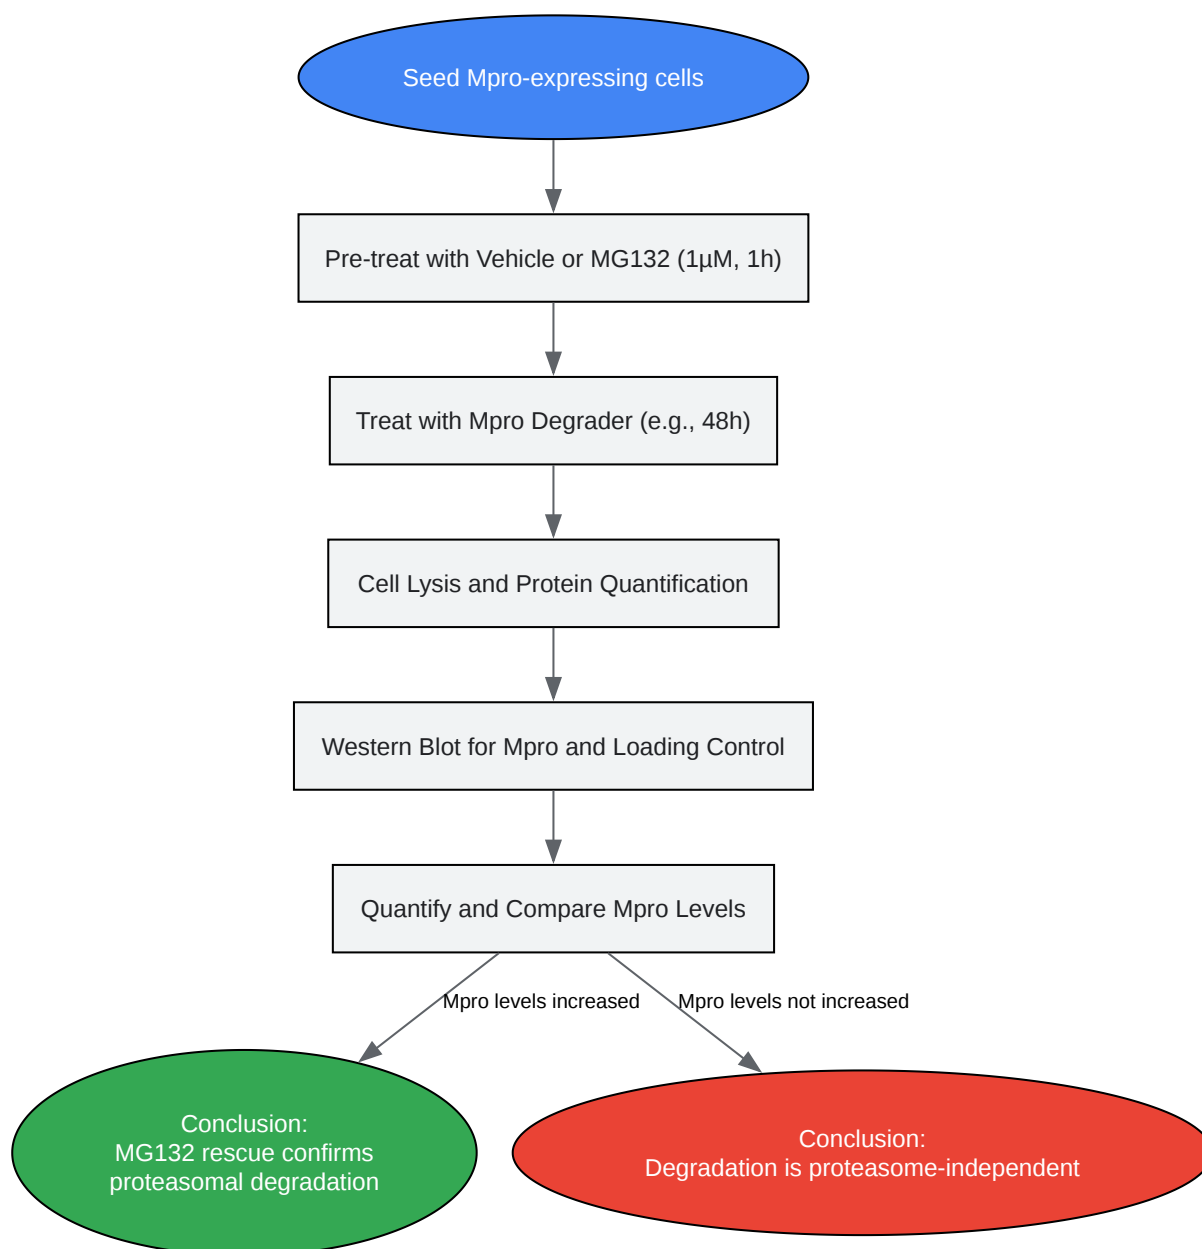 Seed Mpro-expressing cells
Pre-treat with Vehicle or MG132 (1µM, 1h)
Treat with Mpro Degrader (e.g., 48h)
Cell Lysis and Protein Quantification
Western Blot for Mpro and Loading Control
Quantify and Compare Mpro Levels
Mpro levels increased
Mpro levels not increased
Conclusion:
MG132 rescue confirms
proteasomal degradation
Conclusion:
Degradation is proteasome-independent